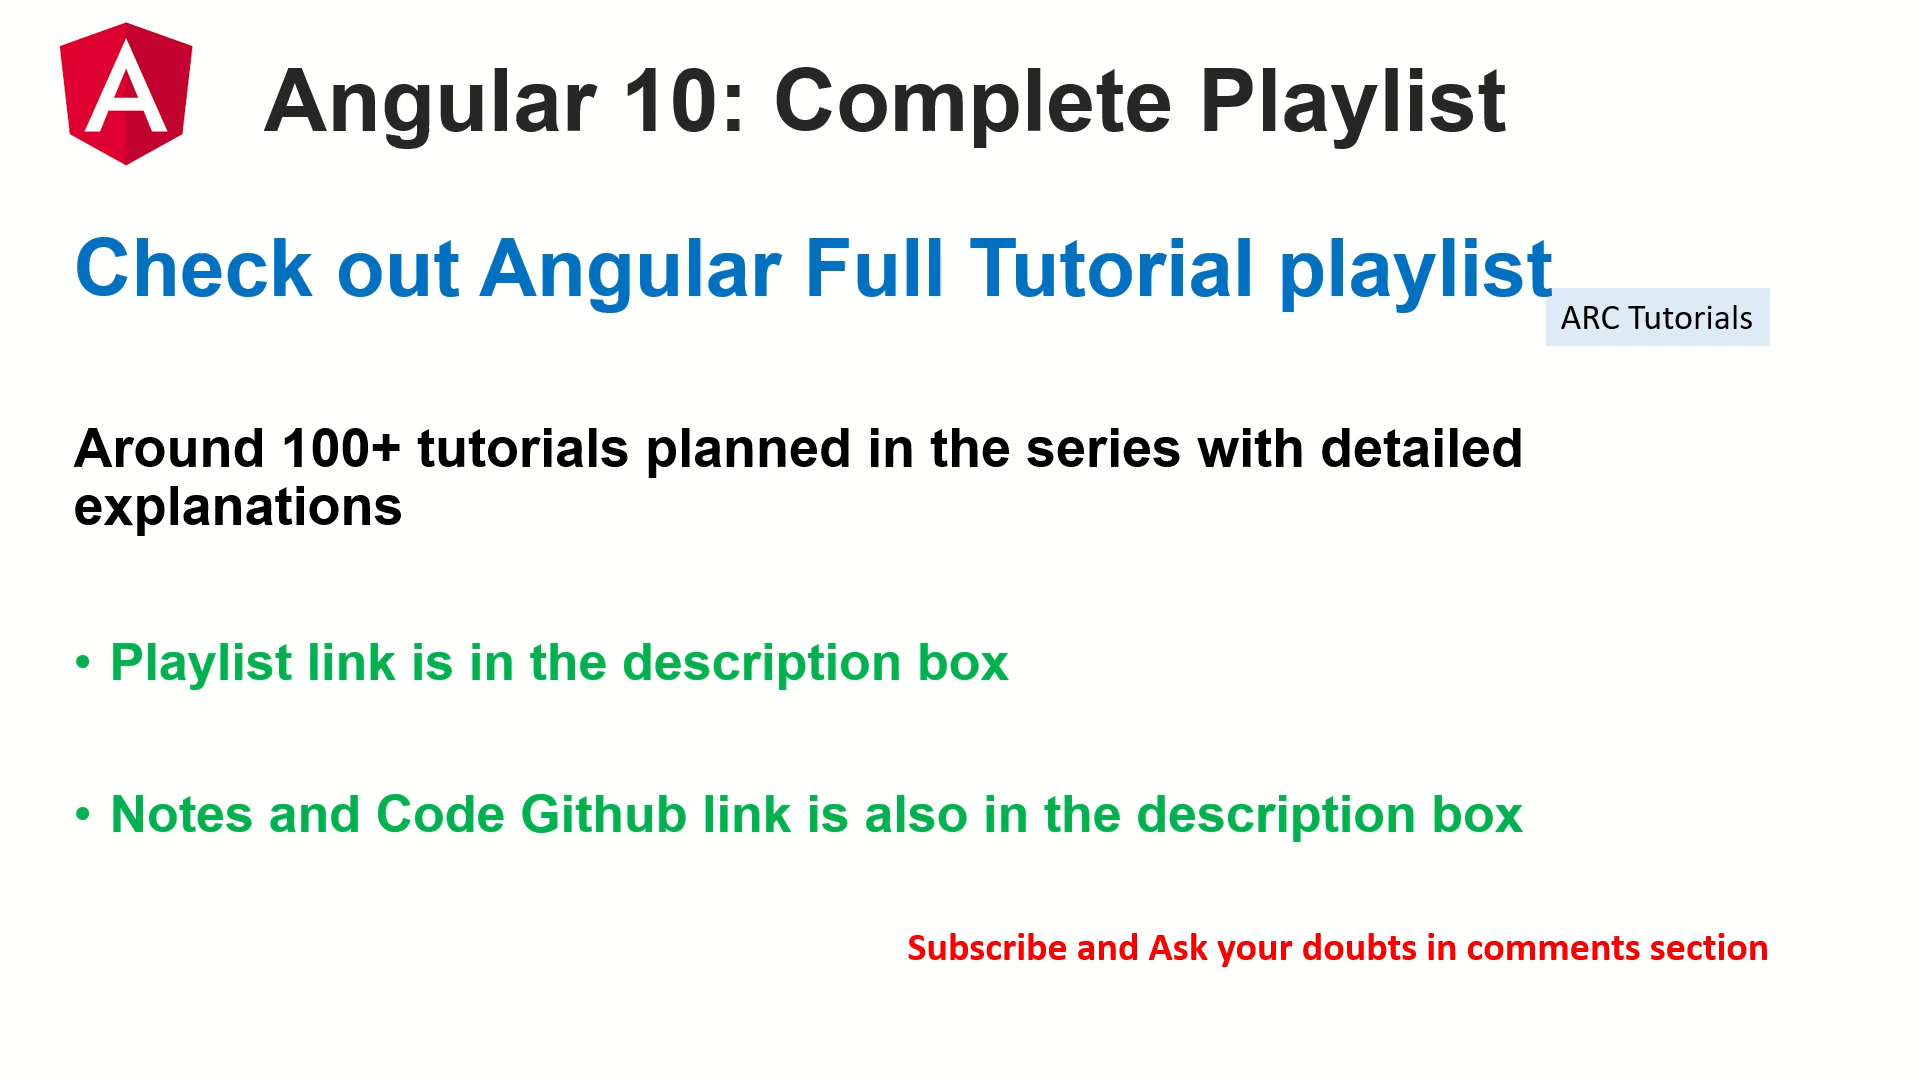 Angular 10: Complete Playlist
Check out Angular Full Tutorial playlist
ARC Tutorials
Around 100+ tutorials planned in the series with detailed
explanations
• Playlist link is in the description box
• Notes and Code Github link is also in the description box
Subscribe and Ask your doubts in comments section